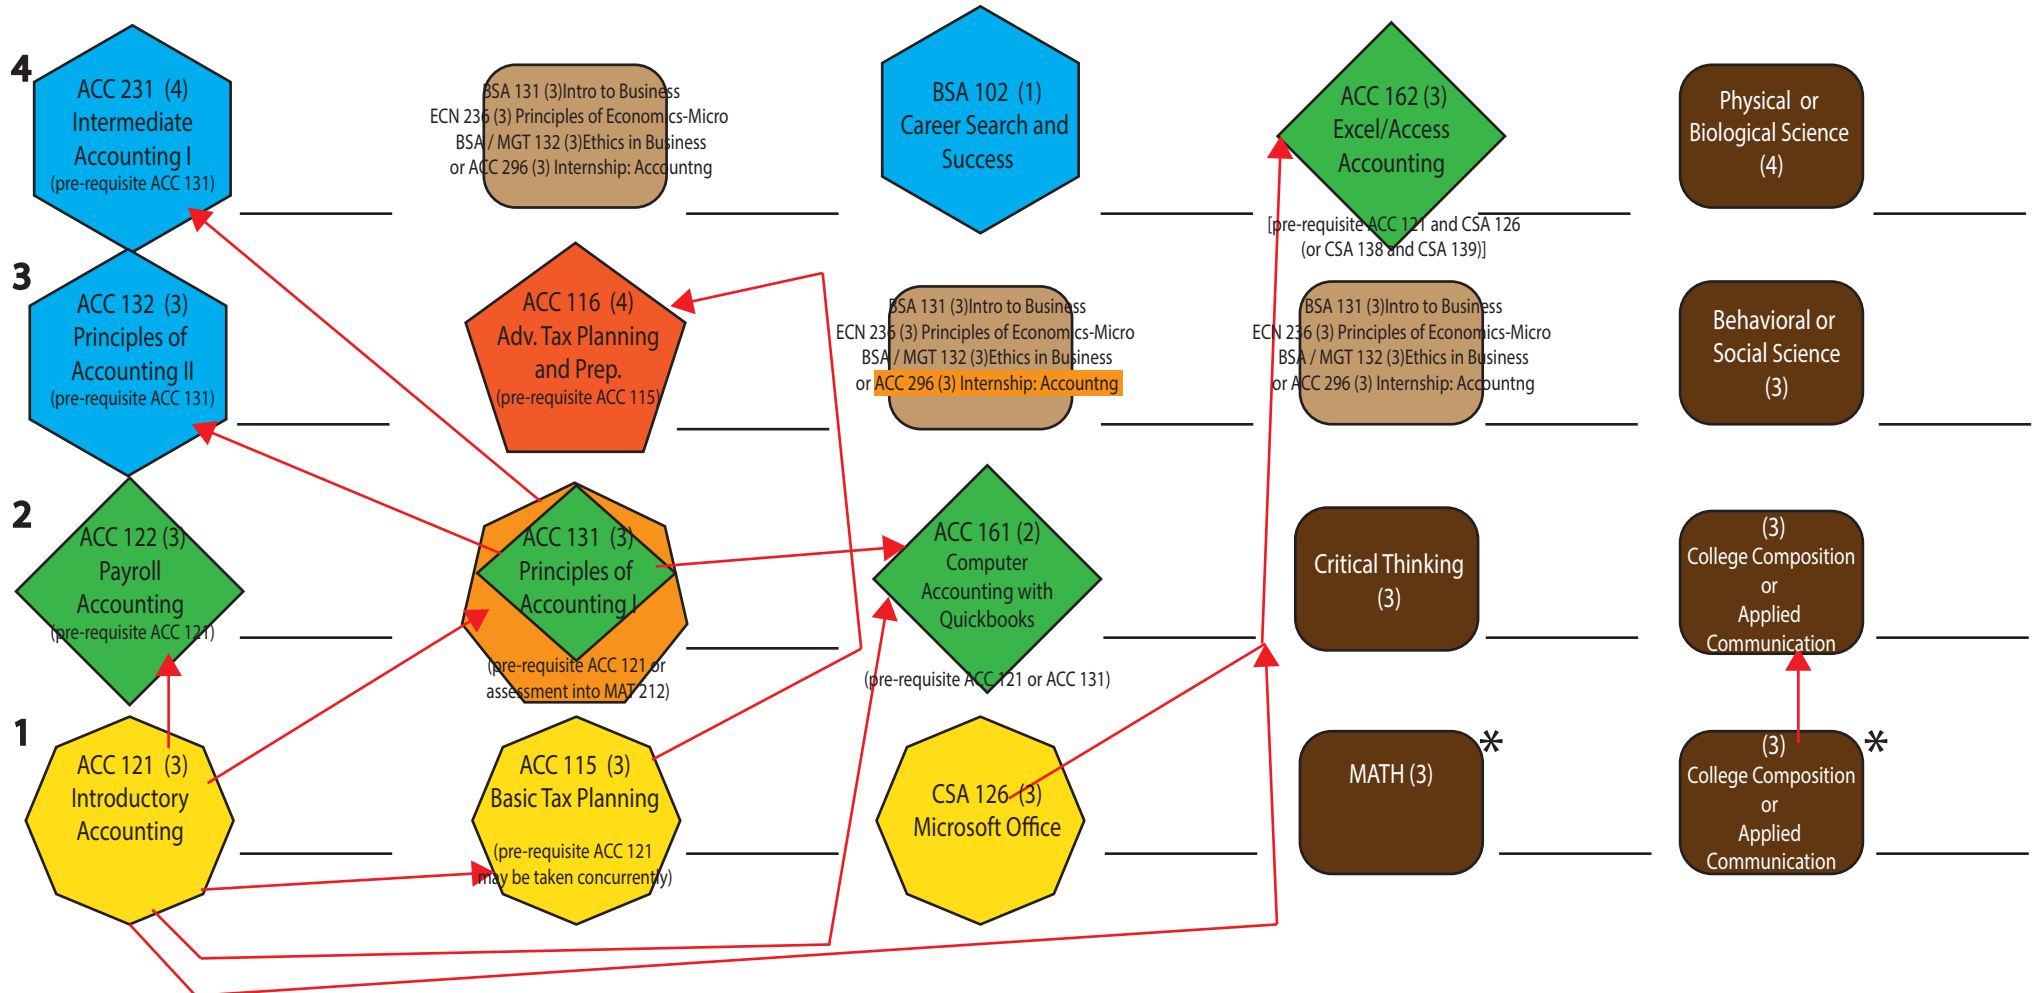 4
ACC 231 (4)
Intermediate
Accounting I
(pre-requisite ACC 131)
BSA 131 (3)Intro to Business
ECN 236 (3) Principles of Economics-Micro
BSA / MGT 132 (3)Ethics in Business
or ACC 296 (3) Internship: Accountng
BSA 102 (1)
Career Search and
Success
ACC 162 (3)
Excel/Access
Accounting
[pre-requisite ACC 121 and CSA 126
(or CSA 138 and CSA 139)]
Physical or
Biological Science
(4)
3
ACC 132 (3)
Principles of
Accounting II
(pre-requisite ACC 131)
ACC 116 (4)
Adv. Tax Planning
and Prep.
(pre-requisite ACC 115)
BSA 131 (3)Intro to Business
ECN 236 (3) Principles of Economics-Micro
BSA / MGT 132 (3)Ethics in Business
or ACC 296 (3) Internship: Accountng
BSA 131 (3)Intro to Business
ECN 236 (3) Principles of Economics-Micro
BSA / MGT 132 (3)Ethics in Business
or ACC 296 (3) Internship: Accountng
Behavioral or
Social Science
(3)
2
ACC 122 (3)
Payroll
Accounting
(pre-requisite ACC 121)
ACC 131 (3)
Principles of
Accounting I
(pre-requisite ACC 121 or
assessment into MAT 212)
ACC 161 (2)
Computer
Accounting with
Quickbooks
(pre-requisite ACC 121 or ACC 131)
Critical Thinking
(3)
(3)
College Composition
or
Applied
Communication
1
ACC 121 (3)
Introductory
Accounting
ACC 115 (3)
Basic Tax Planning
(pre-requisite ACC 121
may be taken concurrently)
CSA 126 (3)
Microsoft Office
MATH (3)
*
(3)
College Composition
or
Applied
Communication
*